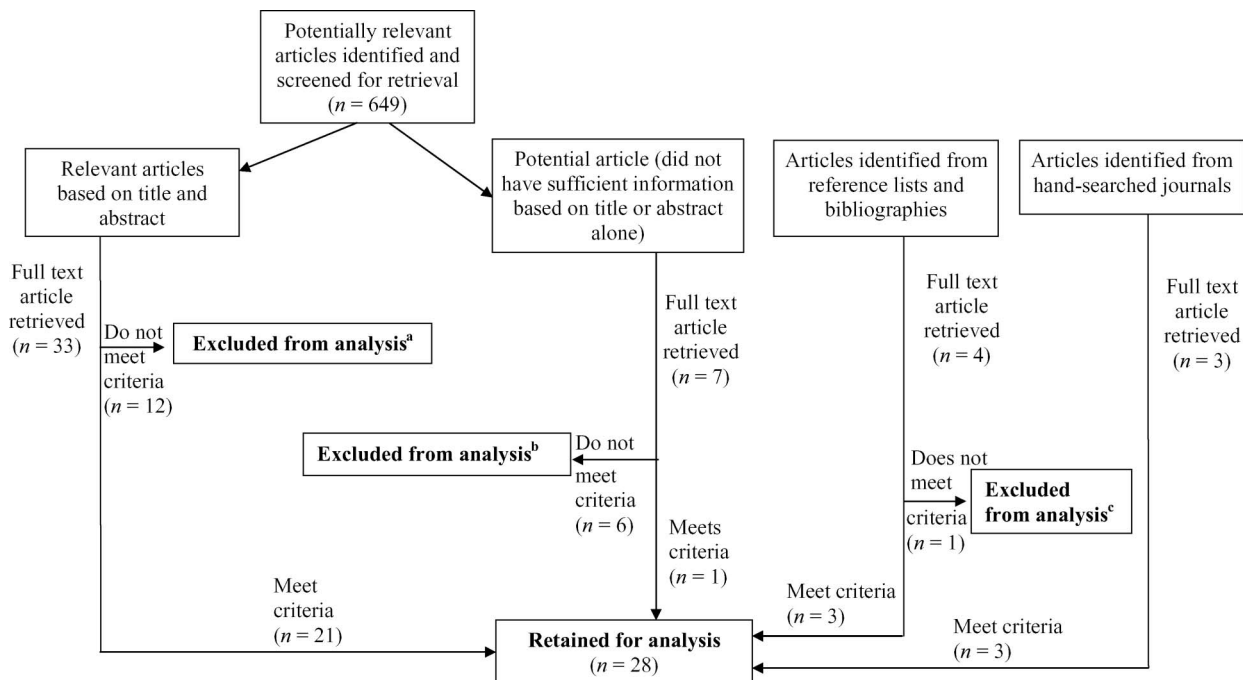 Potentially relevant
articles identified and
screened for retrieval
(n = 649)
Relevant articles
based on title and
abstract
Potential article (did not
have sufficient information
based on title or abstract
alone)
Articles identified from
reference lists and
bibliographies
Articles identified from
hand-searched journals
Full text
article
retrieved
(n = 33)
Do not
meet
criteria
(n = 12)
Excluded from analysisᵃ
Full text
article
retrieved
(n = 7)
Full text
article
retrieved
(n = 4)
Full text
article
retrieved
(n = 3)
Excluded from analysisᵇ
Do not
meet
criteria
(n = 6)
Does not
meet
criteria
(n = 1)
Excluded
from analysisᶜ
Meets
criteria
(n = 1)
Meet
criteria
(n = 21)
Meet criteria
(n = 3)
Meet criteria
(n = 3)
Retained for analysis
(n = 28)